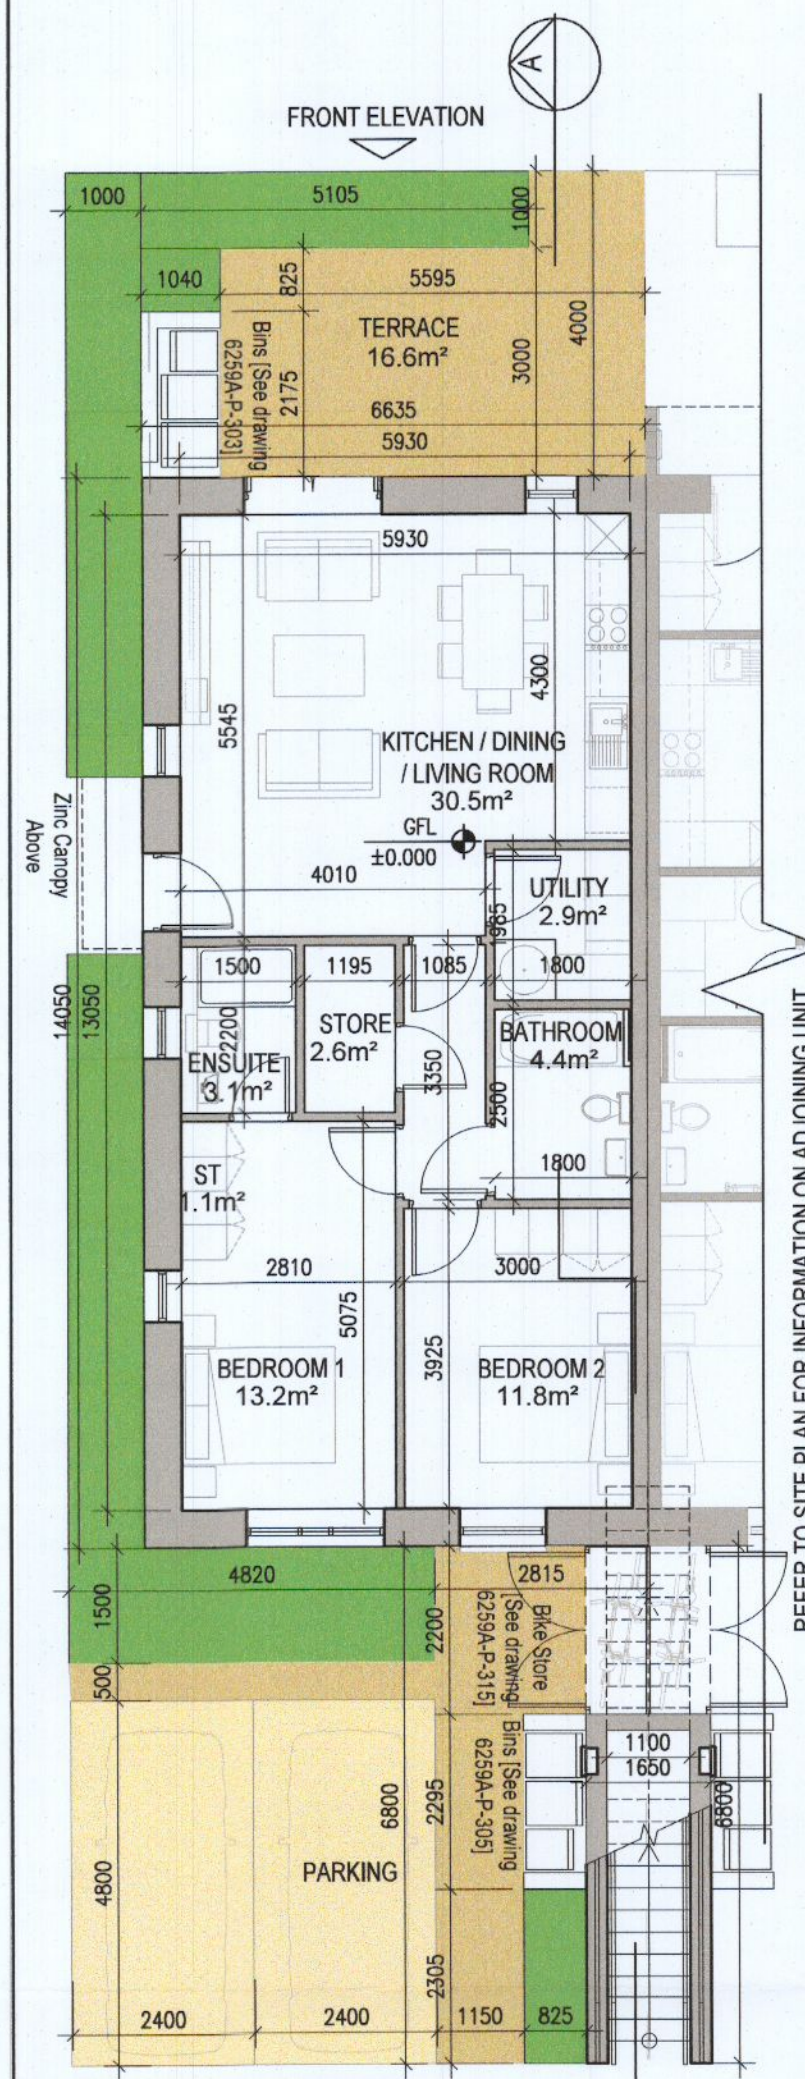 A
FRONT ELEVATION
1000
5105
1000
1040
825
5595
TERRACE
16.6m²
4000
3000
Bins [See drawing
6259A-P-303]
2175
6635
5930
5930
5545
4300
KITCHEN / DINING
/ LIVING ROOM
30.5m²
GFL
±0.000
Zinc Canopy
Above
4010
UTILITY
2.9m²
1985
1500
1195
1085
1800
14050
13050
2200
STORE
2.6m²
ENSUITE
3.1m²
3350
BATHROOM
4.4m²
2500
1800
ST
1.1m²
2810
3000
5075
3925
BEDROOM 1
13.2m²
BEDROOM 2
11.8m²
REFER TO SITE PLAN FOR INFORMATION ON ADJOINING UNIT
4820
2815
1500
2200
Bike Store
[See drawing
6259A-P-315]
500
Bins [See drawing
6259A-P-305]
1100
1650
6800
2295
6800
PARKING
4800
2305
2400
2400
1150
825